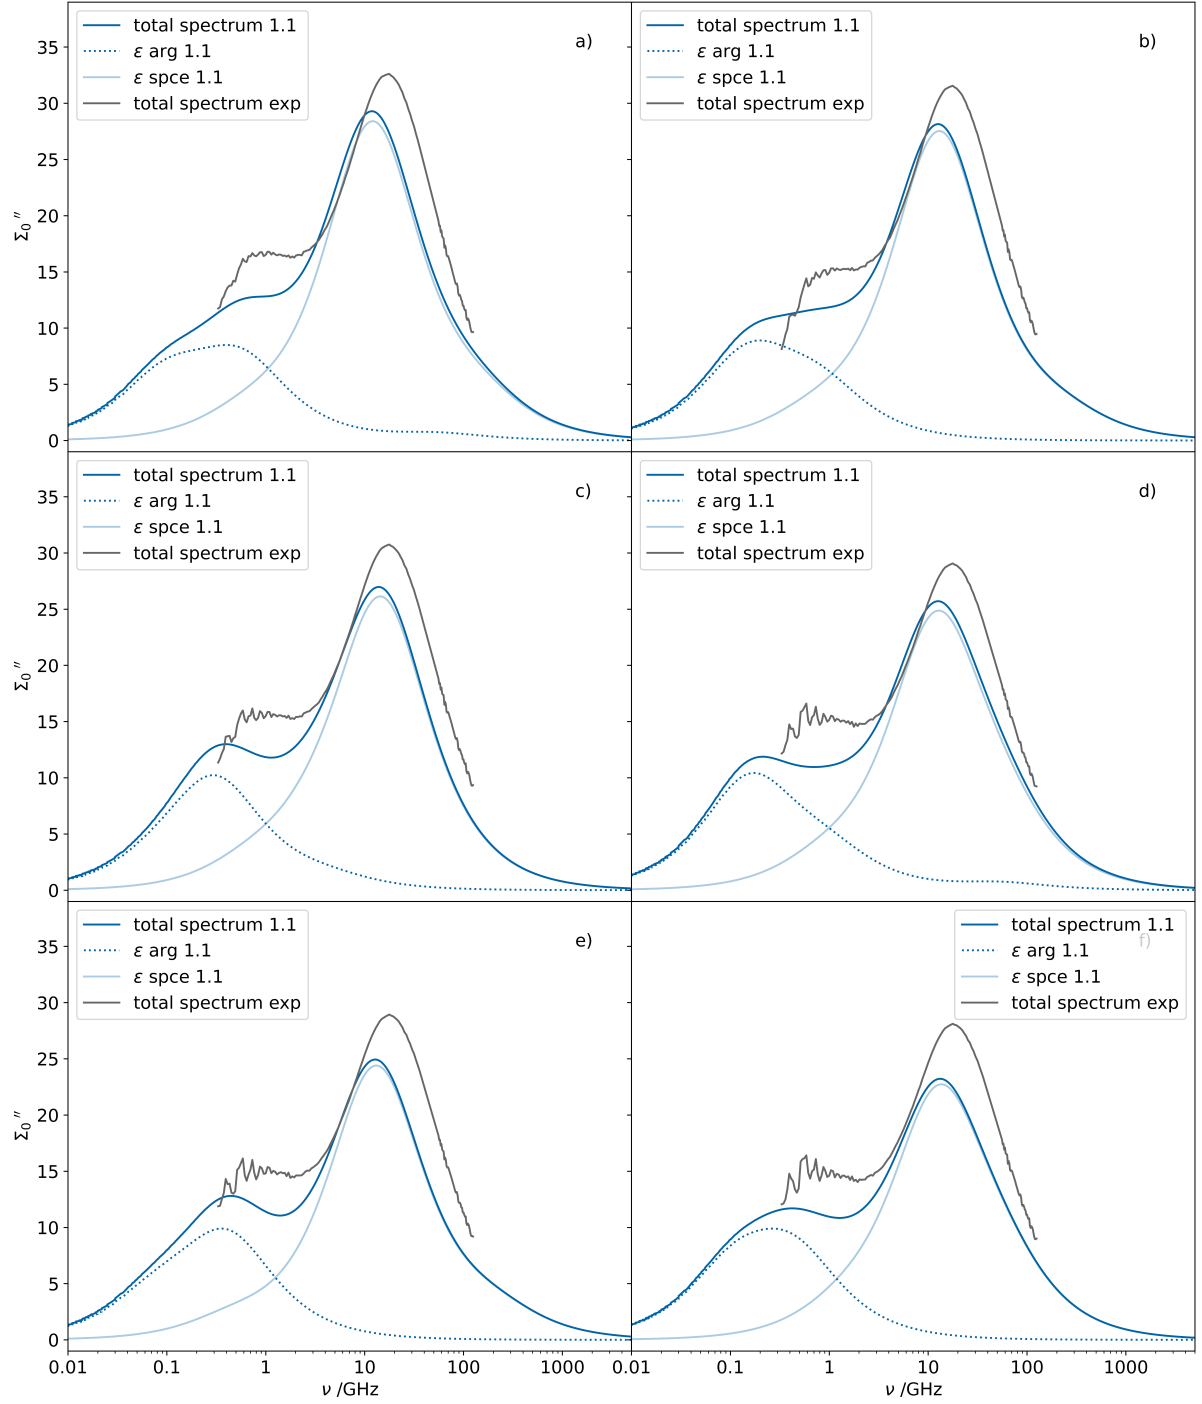 total spectrum 1.1
ε arg 1.1
ε spce 1.1
total spectrum exp
a)
35
30
25
20
15
10
5
0
Σ₀''
total spectrum 1.1
ε arg 1.1
ε spce 1.1
total spectrum exp
b)
total spectrum 1.1
ε arg 1.1
ε spce 1.1
total spectrum exp
c)
35
30
25
20
15
10
5
0
Σ₀''
total spectrum 1.1
ε arg 1.1
ε spce 1.1
total spectrum exp
d)
total spectrum 1.1
ε arg 1.1
ε spce 1.1
total spectrum exp
e)
35
30
25
20
15
10
5
0
Σ₀''
0.01 0.1 1 10 100 1000
ν /GHz
total spectrum 1.1
ε arg 1.1
ε spce 1.1
total spectrum exp
f)
0.01 0.1 1 10 100 1000
ν /GHz